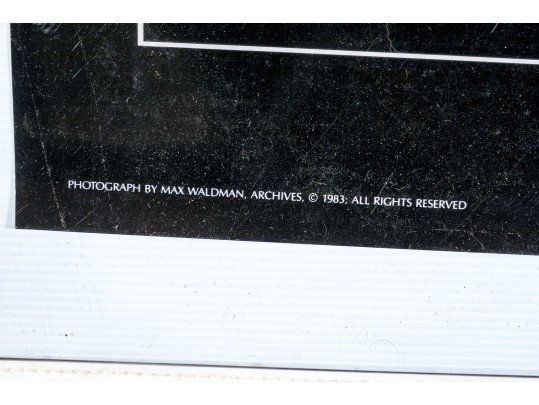 PHOTOGRAPH BY MAX WALDMAN, ARCHIVES, © 1983; ALL RIGHTS RESERVED